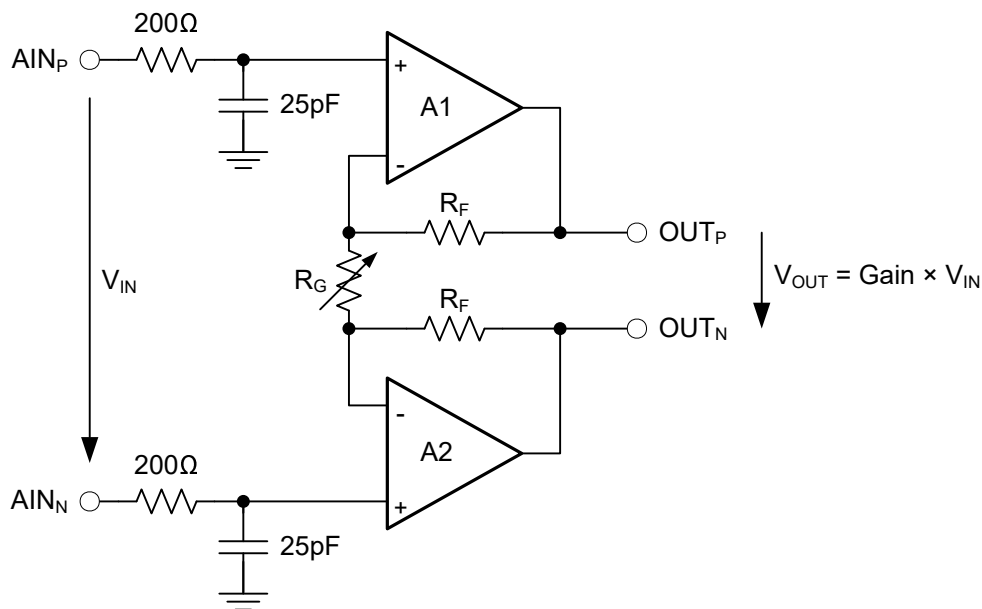 200Ω
AINP
25pF
+
A1
-
RF
OUTP
VIN
RG
VOUT = Gain × VIN
RF
OUTN
-
A2
200Ω
AINN
+
25pF